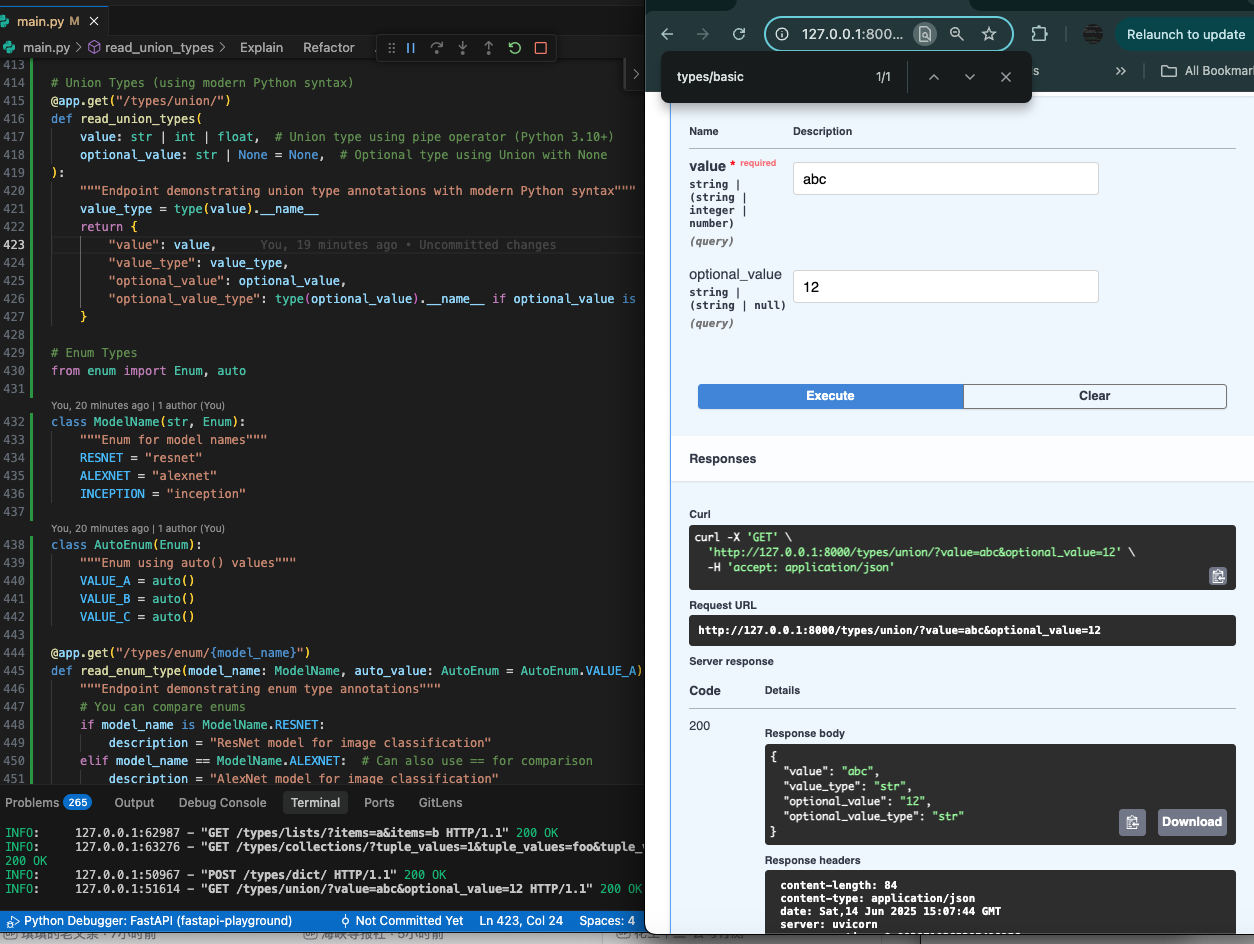 main.py M
main.py > read_union_types > Explain Refactor
413
414 # Union Types (using modern Python syntax)
415 @app.get("/types/union/")
416 def read_union_types(
417 value: str | int | float,  # Union type using pipe operator (Python 3.10+)
418 optional_value: str | None = None,  # Optional type using Union with None
419 ):
420 """Endpoint demonstrating union type annotations with modern Python syntax"""
421 value_type = type(value).__name__
422 return {
423 "value": value, You, 19 minutes ago • Uncommitted changes
424 "value_type": value_type,
425 "optional_value": optional_value,
426 "optional_value_type": type(optional_value).__name__ if optional_value is
427 }
428
429 # Enum Types
430 from enum import Enum, auto
431
You, 20 minutes ago | 1 author (You)
432 class ModelName(str, Enum):
433 """Enum for model names"""
434 RESNET = "resnet"
435 ALEXNET = "alexnet"
436 INCEPTION = "inception"
437
You, 20 minutes ago | 1 author (You)
438 class AutoEnum(Enum):
439 """Enum using auto() values"""
440 VALUE_A = auto()
441 VALUE_B = auto()
442 VALUE_C = auto()
443
444 @app.get("/types/enum/{model_name}")
445 def read_enum_type(model_name: ModelName, auto_value: AutoEnum = AutoEnum.VALUE_A)
446 """Endpoint demonstrating enum type annotations"""
447 # You can compare enums
448 if model_name is ModelName.RESNET:
449 description = "ResNet model for image classification"
450 elif model_name == ModelName.ALEXNET:  # Can also use == for comparison
451 description = "AlexNet model for image classification"
Problems 265 Output Debug Console Terminal Ports GitLens
INFO: 127.0.0.1:62987 - "GET /types/lists/?items=a&items=b HTTP/1.1" 200 OK
INFO: 127.0.0.1:63276 - "GET /types/collections/?tuple_values=1&tuple_values=foo&tuple_v
200 OK
INFO: 127.0.0.1:50967 - "POST /types/dict/ HTTP/1.1" 200 OK
INFO: 127.0.0.1:51614 - "GET /types/union/?value=abc&optional_value=12 HTTP/1.1" 200 OK
Python Debugger: FastAPI (fastapi-playground) Not Committed Yet Ln 423, Col 24 Spaces: 4
127.0.0.1:800... Relaunch to update
types/basic 1/1
s » All Bookmar
Name Description
value * required
string |
(string |
integer |
number)
(query)
abc
optional_value
string |
(string | null)
(query)
12
Execute Clear
Responses
Curl
curl -X 'GET' \
'http://127.0.0.1:8000/types/union/?value=abc&optional_value=12' \
-H 'accept: application/json'
Request URL
http://127.0.0.1:8000/types/union/?value=abc&optional_value=12
Server response
Code Details
200
Response body
{
"value": "abc",
"value_type": "str",
"optional_value": "12",
"optional_value_type": "str"
}
Download
Response headers
content-length: 84
content-type: application/json
date: Sat,14 Jun 2025 15:07:44 GMT
server: uvicorn